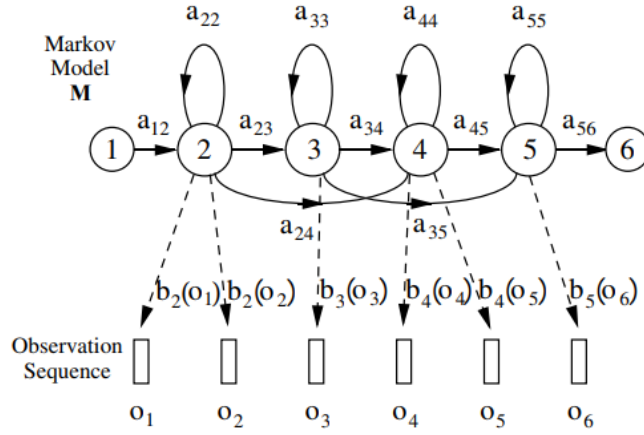 a22 a33 a44 a55
Markov
Model
M
a12 a23 a34 a45 a56
1 2 3 4 5 6
a24 a35
b2(o1) b2(o2) b3(o3) b4(o4) b4(o5) b5(o6)
Observation
Sequence
o1 o2 o3 o4 o5 o6